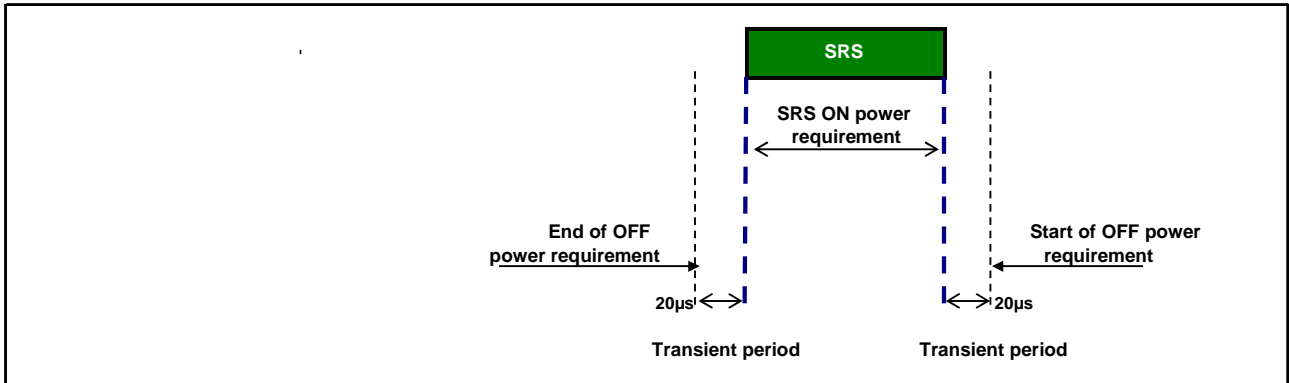 SRS
SRS ON power
requirement
End of OFF
power requirement
Start of OFF power
requirement
20µs
20µs
Transient period
Transient period